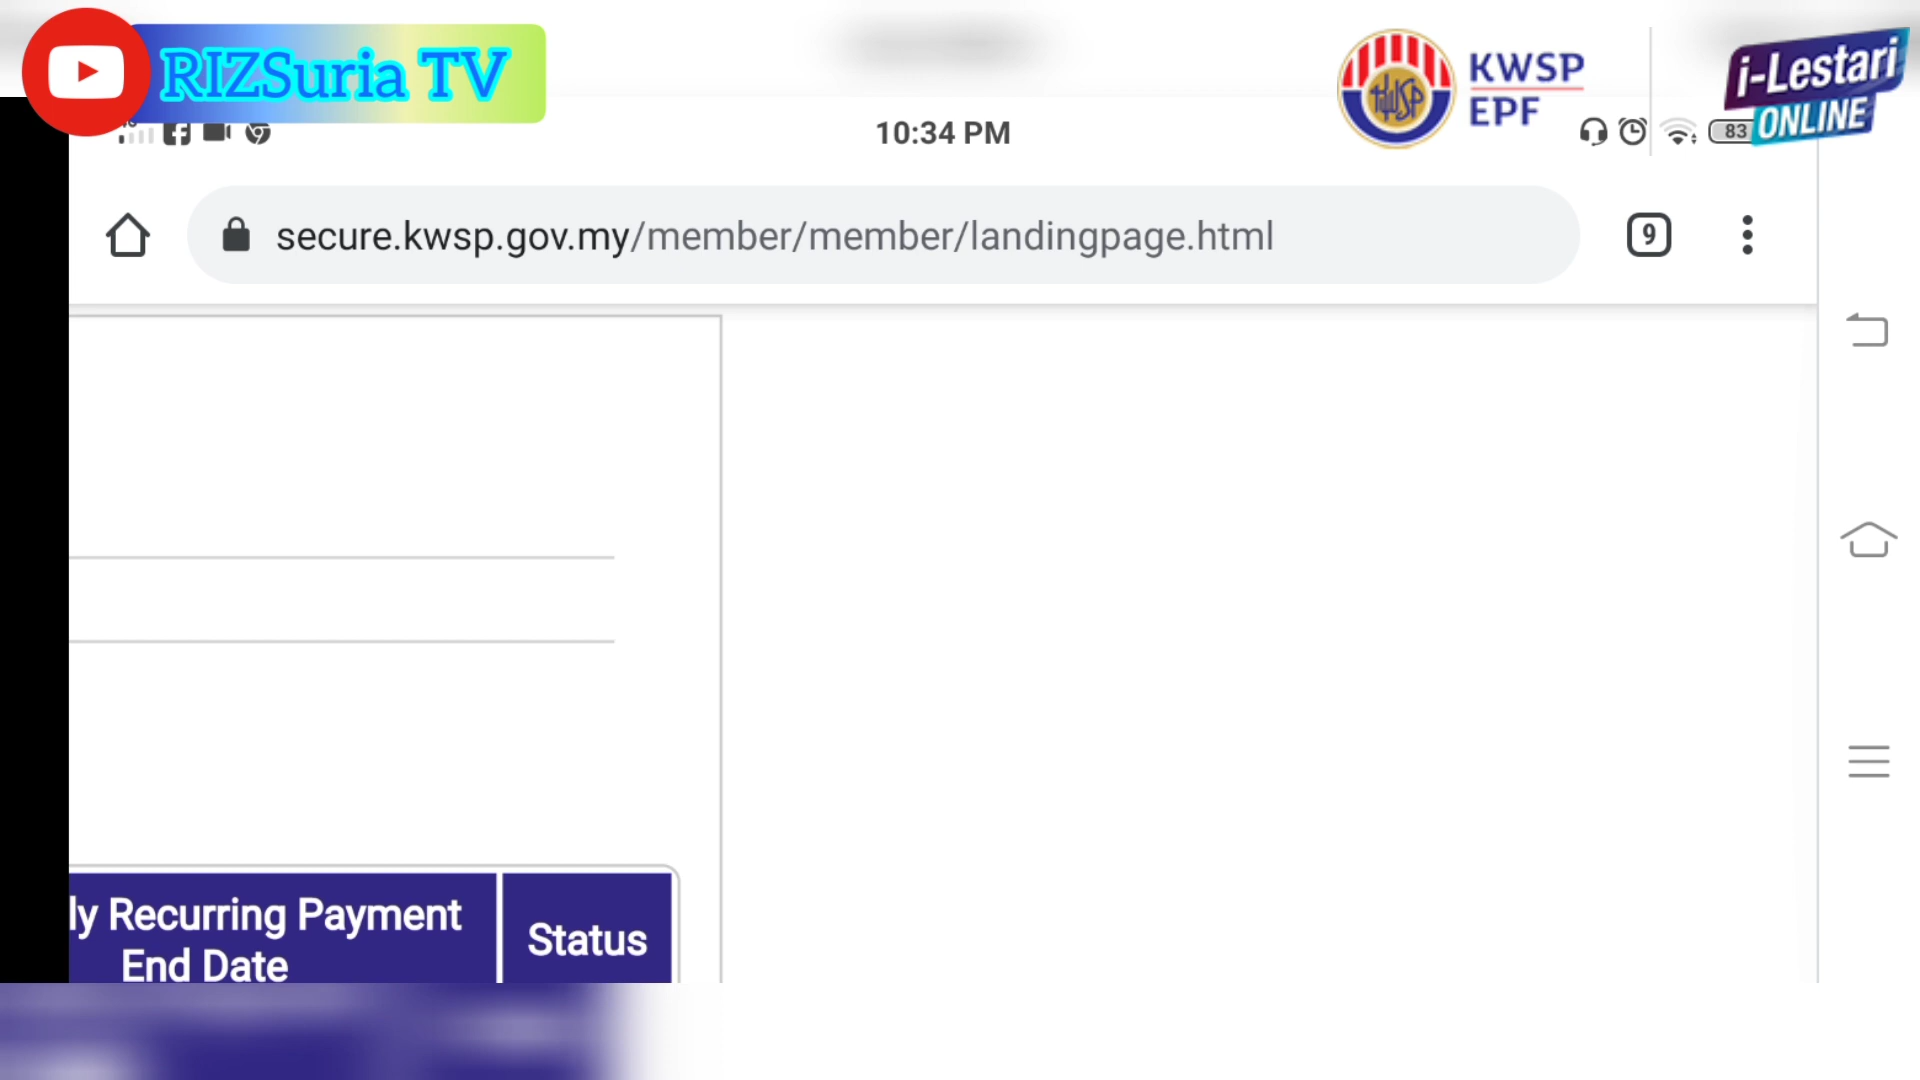 RIZSuria TV
KWSP
EPF
i-Lestari
ONLINE
10:34 PM
83
secure.kwsp.gov.my/member/member/landingpage.html
9
ly Recurring Payment
End Date
Status